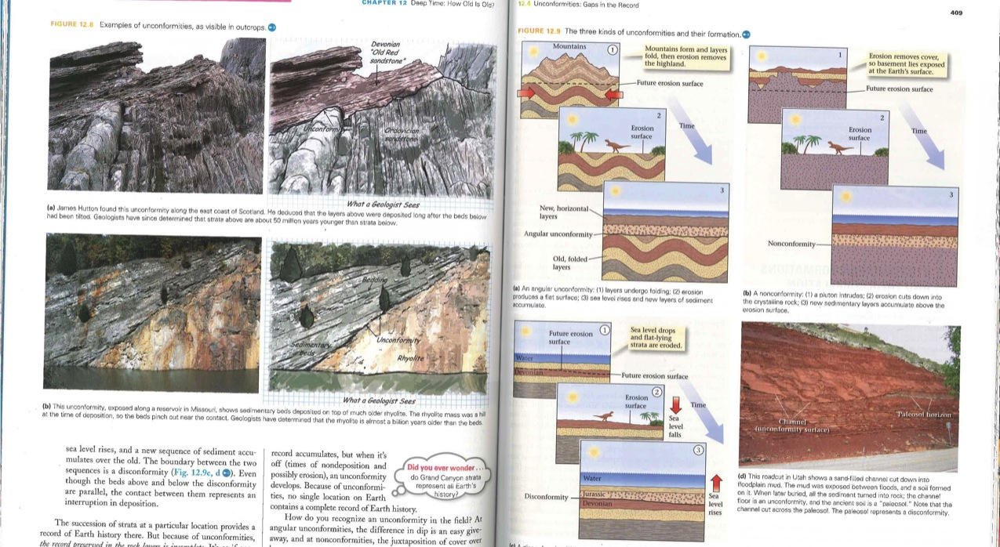 CHAPTER 12 Deep Time: How Old Is Old?
FIGURE 12.8 Examples of unconformities, as visible in outcrops.
Devonian
"Old Red
sandstone"
Unconformity
Ordovician
sandstone
What a Geologist Sees
(a) James Hutton found this unconformity along the east coast of Scotland. He deduced that the layers above were deposited long after the beds below
had been tilted. Geologists have since determined that strata above are about 50 million years younger than strata below.
Bedding
Sedimentary
beds
Unconformity
Rhyolite
What a Geologist Sees
(b) This unconformity, exposed along a reservoir in Missouri, shows sedimentary beds deposited on top of much older rhyolite. The rhyolite mass was a hill
at the time of deposition, so the beds pinch out near the contact. Geologists have determined that the rhyolite is almost a billion years older than the beds.
sea level rises, and a new sequence of sediment accu-
mulates over the old. The boundary between the two
sequences is a disconformity (Fig. 12.9c, d). Even
though the beds above and below the disconformity
are parallel, the contact between them represents an
interruption in deposition.
The succession of strata at a particular location provides a
record of Earth history there. But because of unconformities,
the record preserved in the rock layers is incomplete.
record accumulates, but when it's
off (times of nondeposition and
possibly erosion), an unconformity
develops. Because of unconformi-
ties, no single location on Earth
contains a complete record of Earth history.
How do you recognize an unconformity in the field? At
angular unconformities, the difference in dip is an easy give-
away, and at nonconformities, the juxtaposition of cover over
Did you ever wonder...
do Grand Canyon strata
represent all Earth's
history?
12.4 Unconformities: Gaps in the Record
409
FIGURE 12.9 The three kinds of unconformities and their formation.
Mountains
1
Mountains form and layers
fold, then erosion removes
the highland.
Future erosion surface
2
Erosion
surface
Time
3
New, horizontal
layers
Angular unconformity
Old, folded
layers
(a) An angular unconformity: (1) layers undergo folding; (2) erosion
produces a flat surface; (3) sea level rises and new layers of sediment
accumulate.
1
Erosion removes cover,
so basement lies exposed
at the Earth's surface.
Future erosion surface
2
Erosion
surface
Time
3
Nonconformity
(b) A nonconformity: (1) a pluton intrudes; (2) erosion cuts down into
the crystalline rock; (3) new sedimentary layers accumulate above the
erosion surface.
1
Future erosion
surface
Sea level drops
and flat-lying
strata are eroded.
Water
Devonian
Future erosion surface
2
Erosion
surface
Sea
level
falls
Time
3
Water
Disconformity
Jurassic
Devonian
Sea
level
rises
Channel
(unconformity surface)
Paleosol horizon
(d) This roadcut in Utah shows a sand-filled channel cut down into
floodplain mud. The mud was exposed between floods, and a soil formed
on it. When later buried, all the sediment turned into rock; the channel
floor is an unconformity, and the ancient soil is a "paleosol." Note that the
channel cut across the paleosol. The paleosol represents a disconformity.